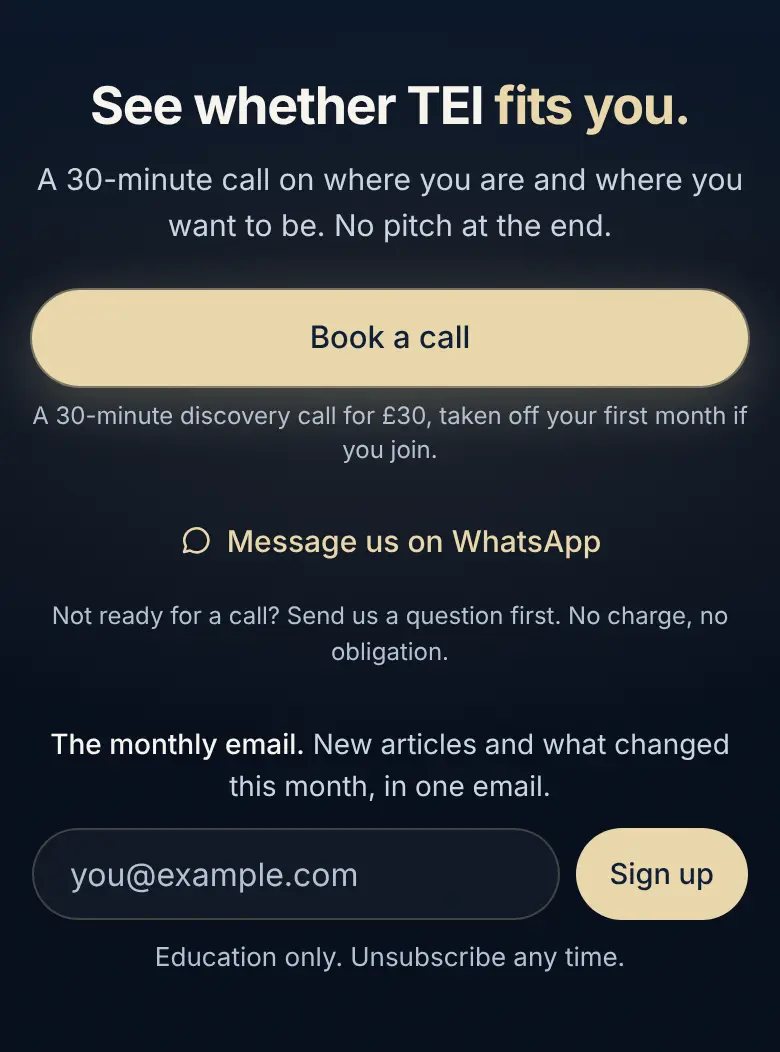 See whether TEI fits you.
A 30-minute call on where you are and where you
want to be. No pitch at the end.
Book a call
A 30-minute discovery call for £30, taken off your first month if
you join.
Message us on WhatsApp
Not ready for a call? Send us a question first. No charge, no
obligation.
The monthly email. New articles and what changed
this month, in one email.
you@example.com
Sign up
Education only. Unsubscribe any time.